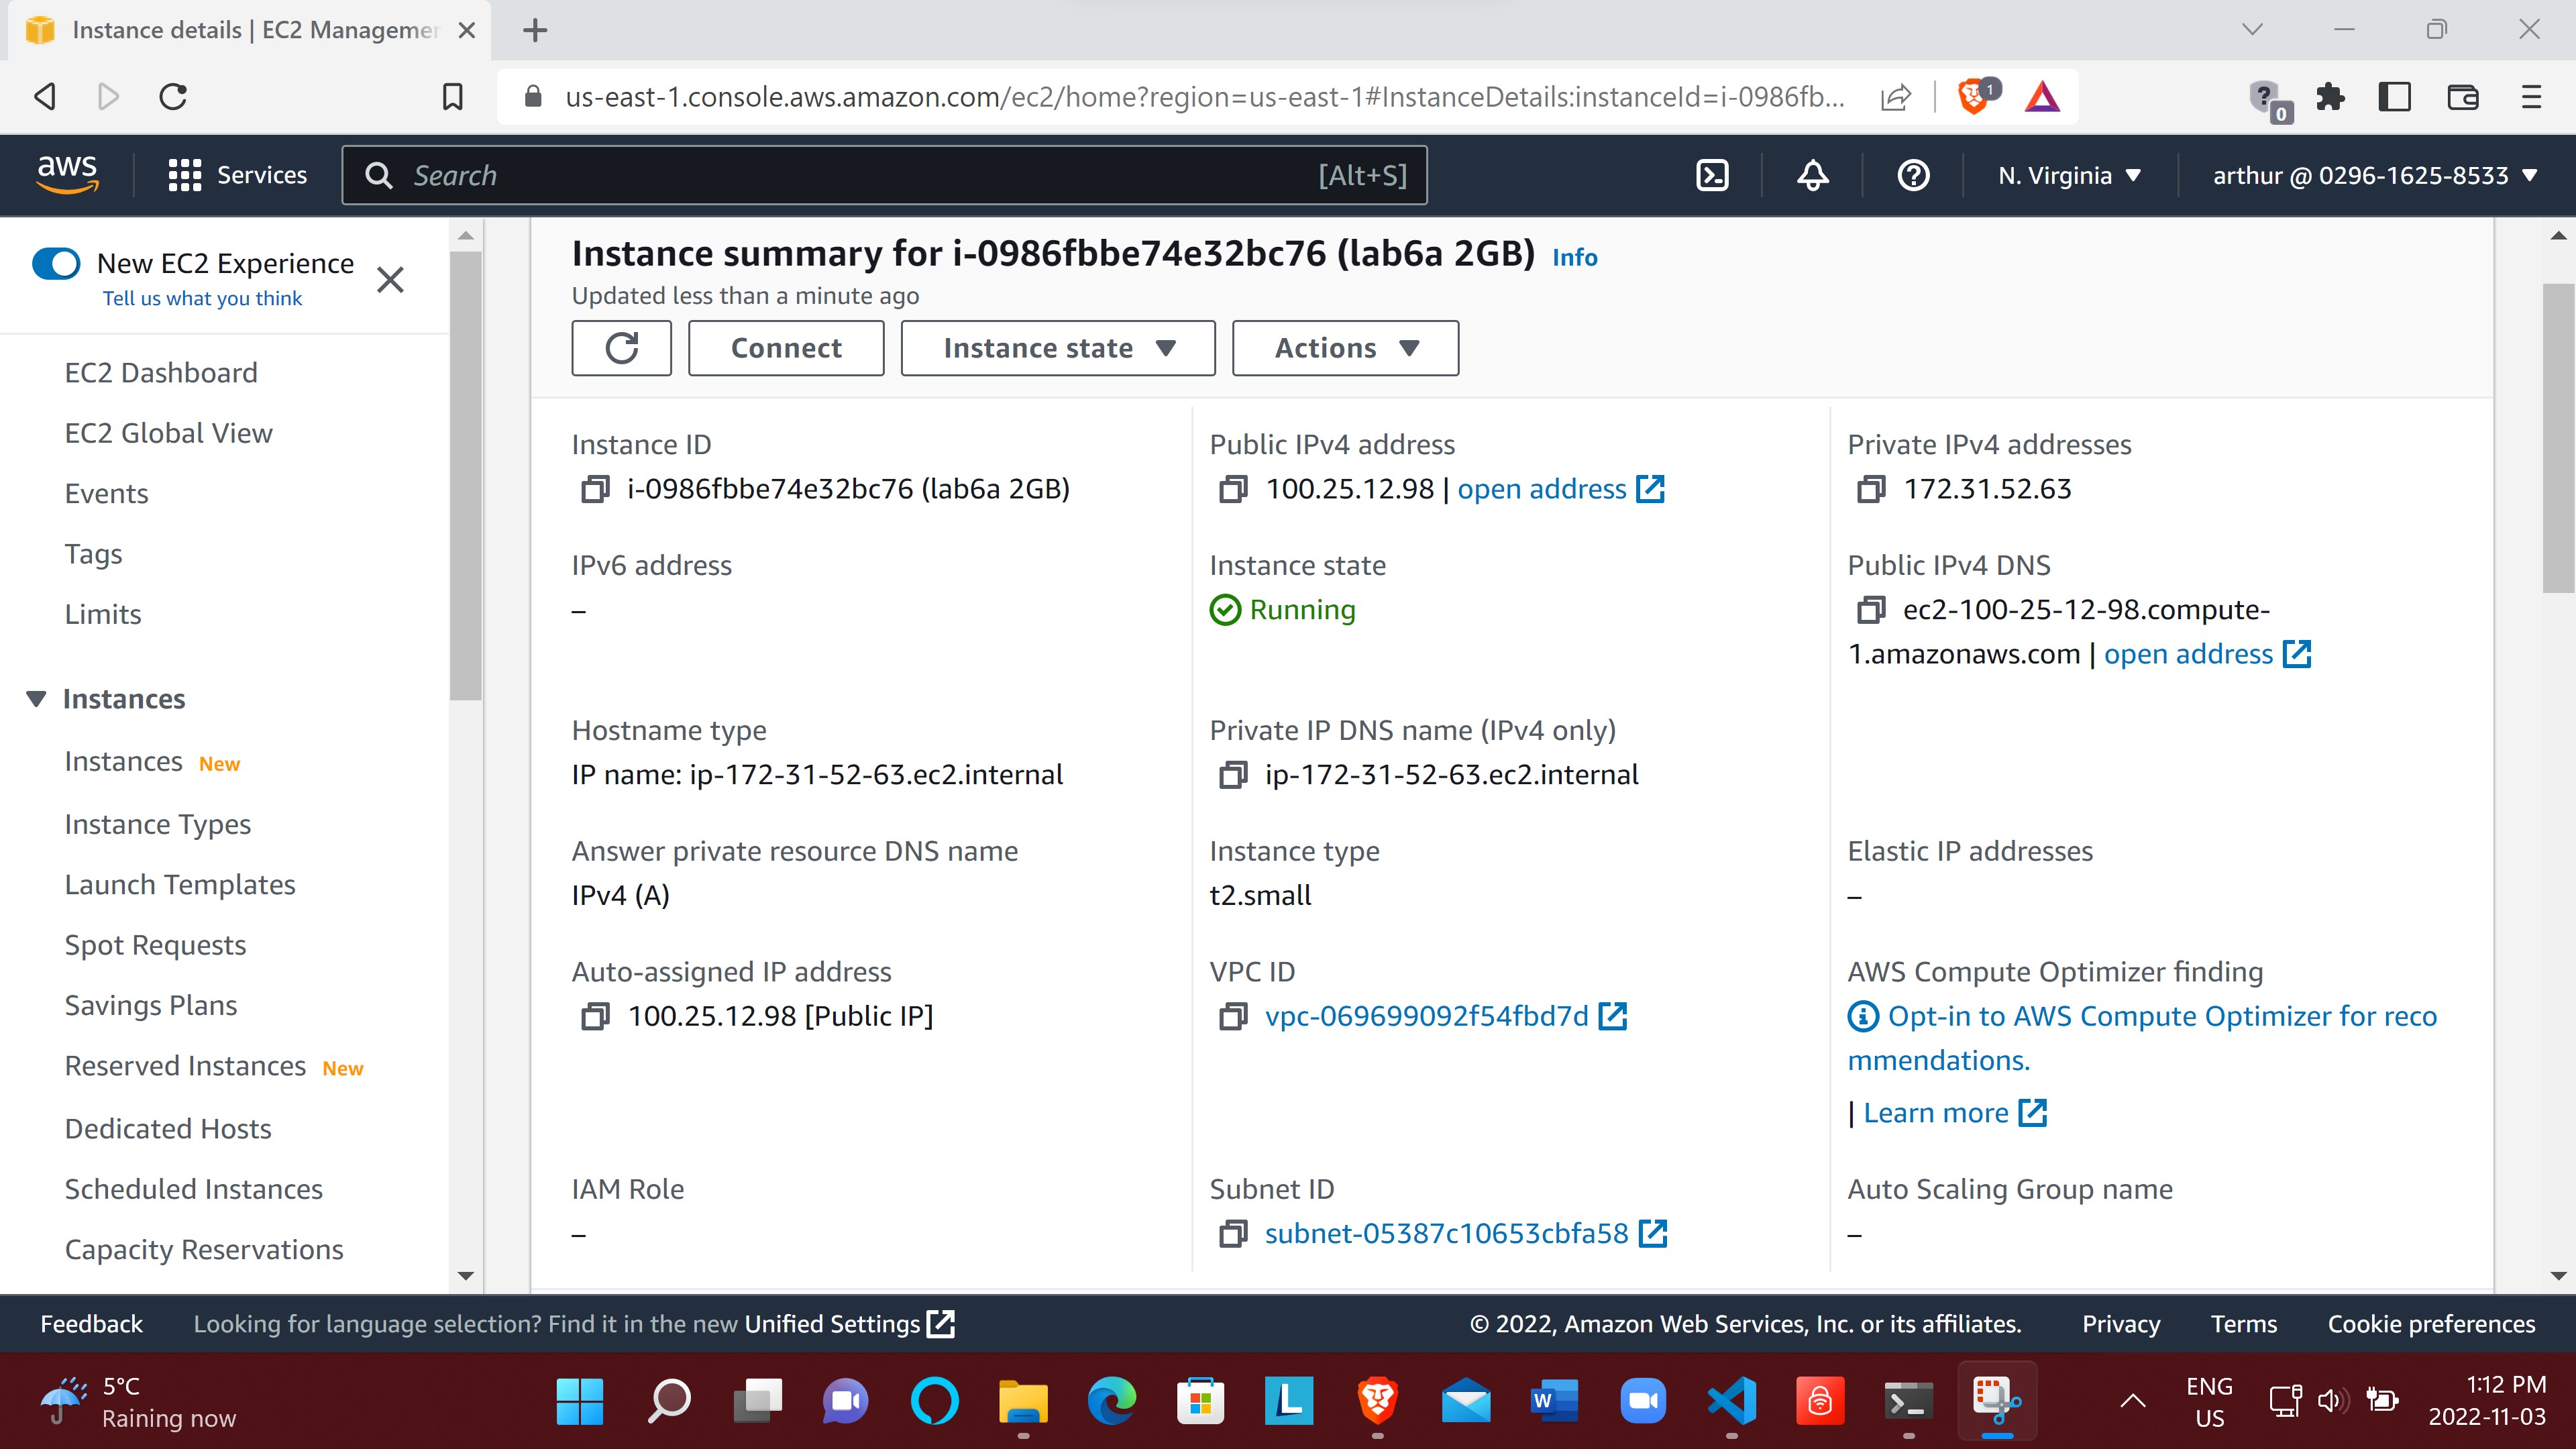 Instance details | EC2 Managemen
us-east-1.console.aws.amazon.com/ec2/home?region=us-east-1#InstanceDetails:instanceId=i-0986fb...
1
0
aws
Services
Search
[Alt+S]
N. Virginia
arthur @ 0296-1625-8533
New EC2 Experience
Tell us what you think
EC2 Dashboard
EC2 Global View
Events
Tags
Limits
Instances
Instances New
Instance Types
Launch Templates
Spot Requests
Savings Plans
Reserved Instances New
Dedicated Hosts
Scheduled Instances
Capacity Reservations
Instance summary for i-0986fbbe74e32bc76 (lab6a 2GB) Info
Updated less than a minute ago
Connect
Instance state
Actions
Instance ID
i-0986fbbe74e32bc76 (lab6a 2GB)
Public IPv4 address
100.25.12.98 | open address
Private IPv4 addresses
172.31.52.63
IPv6 address
–
Instance state
Running
Public IPv4 DNS
ec2-100-25-12-98.compute-
1.amazonaws.com | open address
Hostname type
IP name: ip-172-31-52-63.ec2.internal
Private IP DNS name (IPv4 only)
ip-172-31-52-63.ec2.internal
Answer private resource DNS name
IPv4 (A)
Instance type
t2.small
Elastic IP addresses
–
Auto-assigned IP address
100.25.12.98 [Public IP]
VPC ID
vpc-069699092f54fbd7d
AWS Compute Optimizer finding
Opt-in to AWS Compute Optimizer for reco
mmendations.
| Learn more
IAM Role
–
Subnet ID
subnet-05387c10653cbfa58
Auto Scaling Group name
–
Feedback
Looking for language selection? Find it in the new Unified Settings
© 2022, Amazon Web Services, Inc. or its affiliates.
Privacy
Terms
Cookie preferences
5°C
Raining now
L
W
ENG
US
1:12 PM
2022-11-03